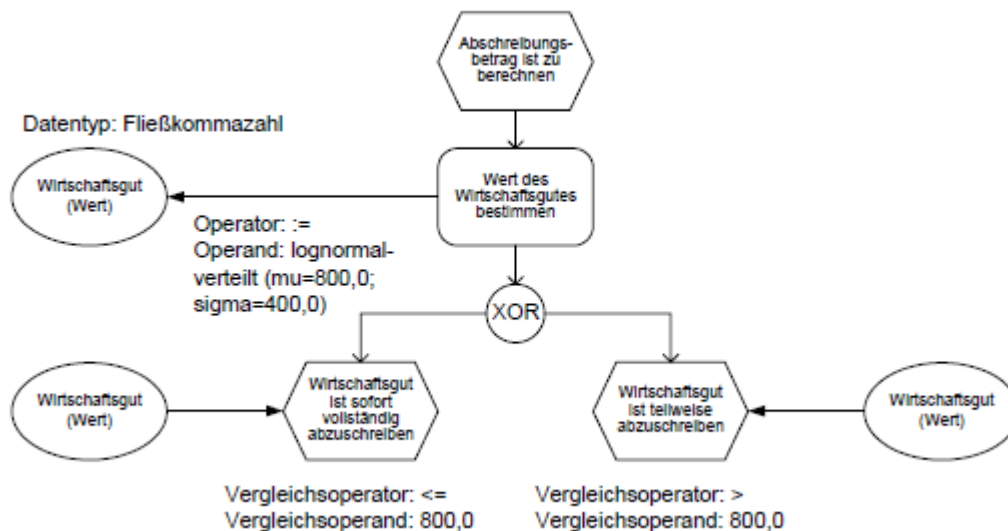 Abschreibungs-
betrag ist zu
berechnen
Datentyp: Fließkommazahl
Wirtschaftsgut
(Wert)
Wert des
Wirtschaftsgutes
bestimmen
Operator: :=
Operand: lognormal-
verteilt (mu=800,0;
sigma=400,0)
XOR
Wirtschaftsgut
(Wert)
Wirtschaftsgut
ist sofort
vollständig
abzuschreiben
Wirtschaftsgut
ist teilweise
abzuschreiben
Wirtschaftsgut
(Wert)
Vergleichsoperator: <=
Vergleichsoperand: 800,0
Vergleichsoperator: >
Vergleichsoperand: 800,0